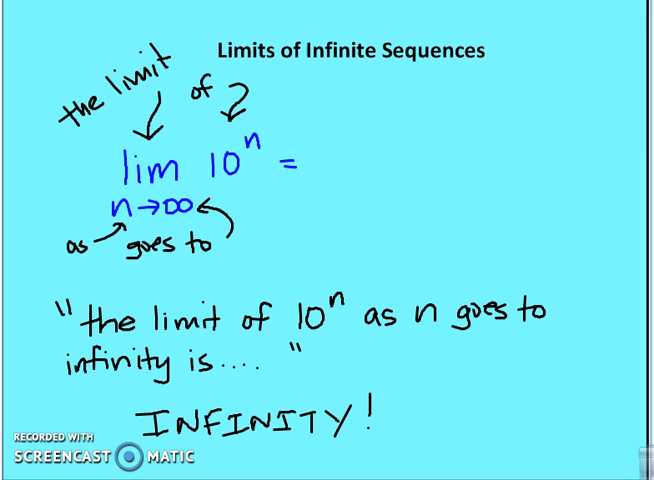 Limits of Infinite Sequences
the limit of
lim 10^n =
n→∞
as goes to
"the limit of 10^n as n goes to
infinity is.... "
INFINITY!
RECORDED WITH
SCREENCAST MATIC